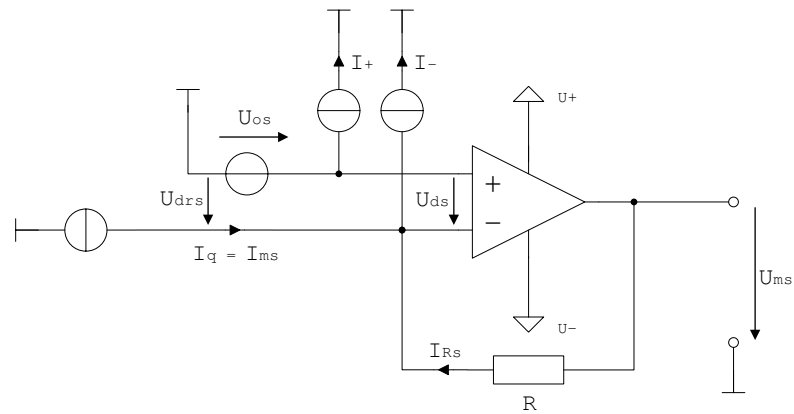 I+
I-
U+
Uos
+
Udrs
Uds
−
Iq = Ims
Ums
U-
IRs
R